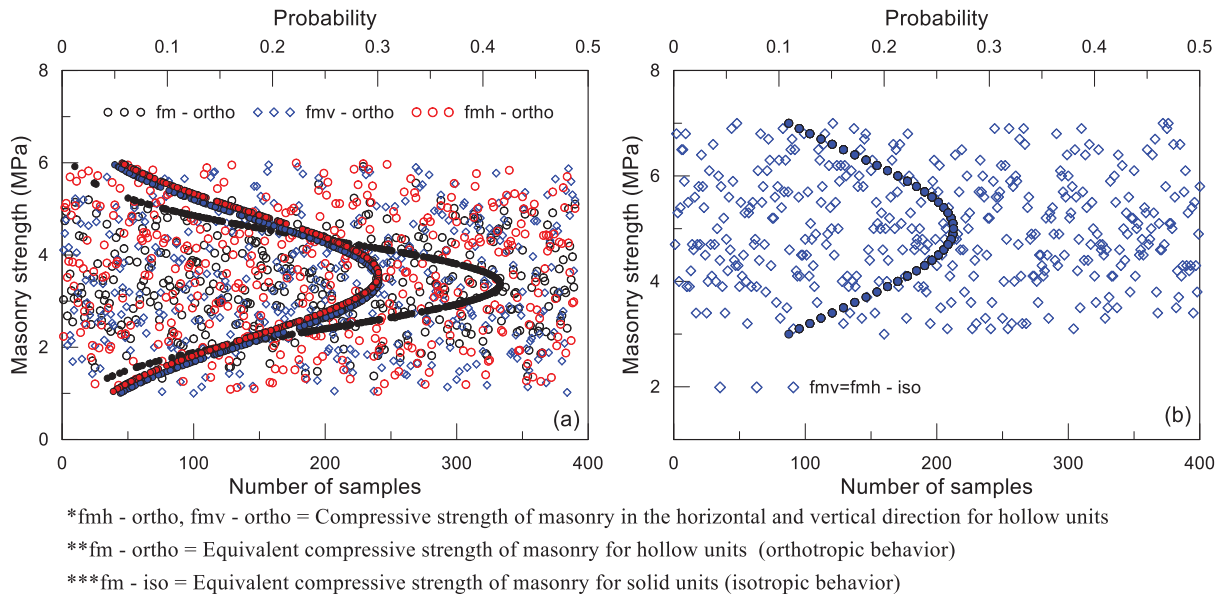 Probability
0 0.1 0.2 0.3 0.4 0.5
8
6
4
2
0
Masonry strength (MPa)
fm - ortho fmv - ortho fmh - ortho
(a)
0 100 200 300 400
Number of samples
Probability
0 0.1 0.2 0.3 0.4 0.5
8
6
4
2
Masonry strength (MPa)
fmv=fmh - iso
(b)
0 100 200 300 400
Number of samples
*fmh - ortho, fmv - ortho = Compressive strength of masonry in the horizontal and vertical direction for hollow units
**fm - ortho = Equivalent compressive strength of masonry for hollow units (orthotropic behavior)
***fm - iso = Equivalent compressive strength of masonry for solid units (isotropic behavior)